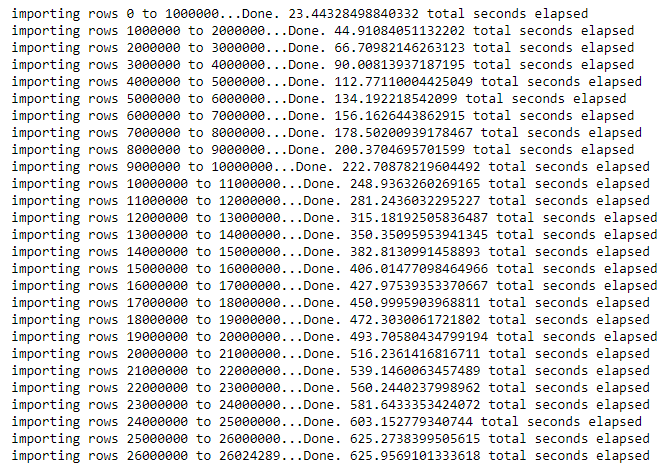 importing rows 0 to 1000000...Done. 23.44328498840332 total seconds elapsed
importing rows 1000000 to 2000000...Done. 44.91084051132202 total seconds elapsed
importing rows 2000000 to 3000000...Done. 66.70982146263123 total seconds elapsed
importing rows 3000000 to 4000000...Done. 90.00813937187195 total seconds elapsed
importing rows 4000000 to 5000000...Done. 112.77110004425049 total seconds elapsed
importing rows 5000000 to 6000000...Done. 134.192218542099 total seconds elapsed
importing rows 6000000 to 7000000...Done. 156.1626443862915 total seconds elapsed
importing rows 7000000 to 8000000...Done. 178.50200939178467 total seconds elapsed
importing rows 8000000 to 9000000...Done. 200.3704695701599 total seconds elapsed
importing rows 9000000 to 10000000...Done. 222.70878219604492 total seconds elapsed
importing rows 10000000 to 11000000...Done. 248.9363260269165 total seconds elapsed
importing rows 11000000 to 12000000...Done. 281.2436032295227 total seconds elapsed
importing rows 12000000 to 13000000...Done. 315.18192505836487 total seconds elapsed
importing rows 13000000 to 14000000...Done. 350.35095953941345 total seconds elapsed
importing rows 14000000 to 15000000...Done. 382.8130991458893 total seconds elapsed
importing rows 15000000 to 16000000...Done. 406.01477098464966 total seconds elapsed
importing rows 16000000 to 17000000...Done. 427.97539353370667 total seconds elapsed
importing rows 17000000 to 18000000...Done. 450.9995903968811 total seconds elapsed
importing rows 18000000 to 19000000...Done. 472.3030061721802 total seconds elapsed
importing rows 19000000 to 20000000...Done. 493.70580434799194 total seconds elapsed
importing rows 20000000 to 21000000...Done. 516.2361416816711 total seconds elapsed
importing rows 21000000 to 22000000...Done. 539.1460063457489 total seconds elapsed
importing rows 22000000 to 23000000...Done. 560.2440237998962 total seconds elapsed
importing rows 23000000 to 24000000...Done. 581.6433353424072 total seconds elapsed
importing rows 24000000 to 25000000...Done. 603.152779340744 total seconds elapsed
importing rows 25000000 to 26000000...Done. 625.2738399505615 total seconds elapsed
importing rows 26000000 to 26024289...Done. 625.9569101333618 total seconds elapsed